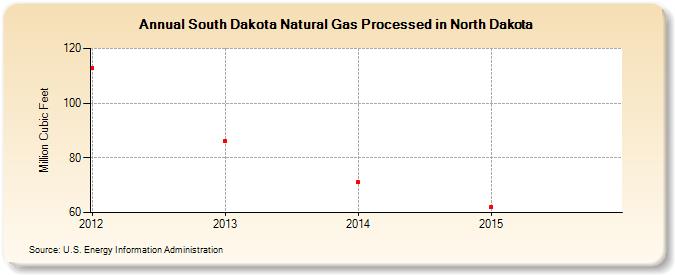 Annual South Dakota Natural Gas Processed in North Dakota
Million Cubic Feet
120
100
80
60
2012 2013 2014 2015
Source: U.S. Energy Information Administration